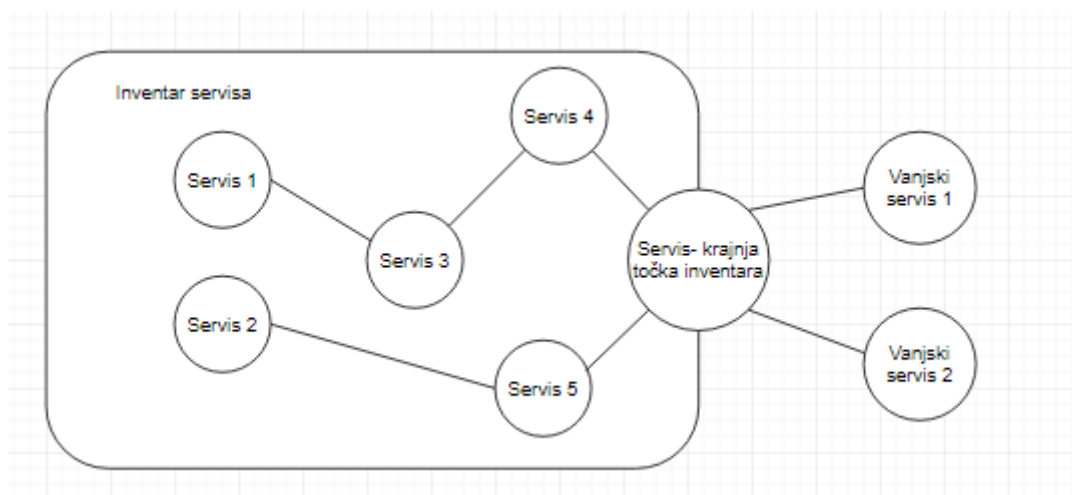 Inventar servisa
Servis 4
Servis 1
Vanjski
servis 1
Servis 3
Servis- krajnja
točka inventara
Servis 2
Vanjski
servis 2
Servis 5